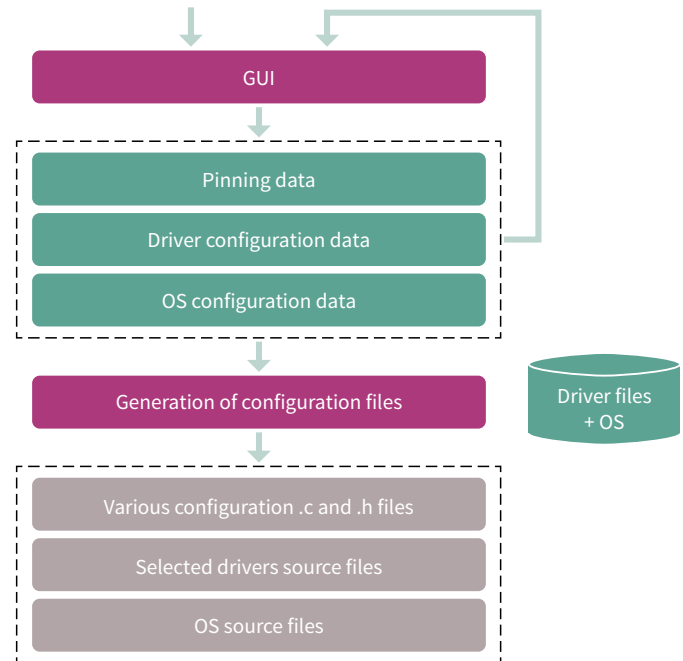 GUI
Pinning data
Driver configuration data
OS configuration data
Generation of configuration files
Driver files
+ OS
Various configuration .c and .h files
Selected drivers source files
OS source files